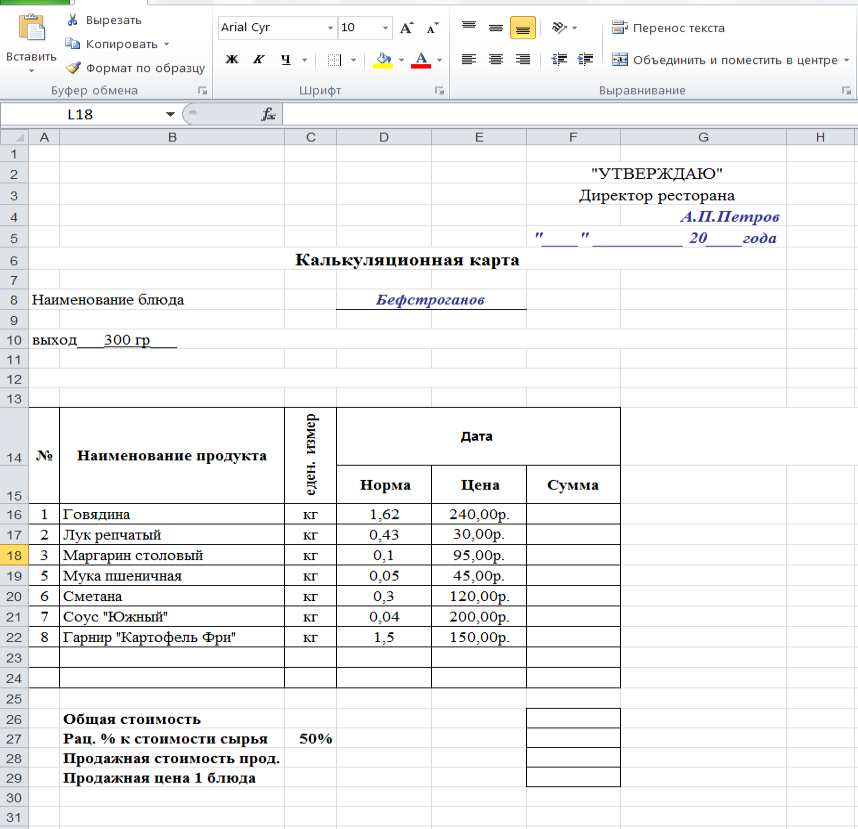 Вырезать
Копировать
Вставить
Формат по образцу
Буфер обмена
Arial Cyr 10
Ж К Ч
Шрифт
Перенос текста
Объединить и поместить в центре
Выравнивание
L18 fx
A B C D E F G H
1
2 "УТВЕРЖДАЮ"
3 Директор ресторана
4 А.П.Петров
5 "____" __________ 20____года
6 Калькуляционная карта
7
8 Наименование блюда Бефстроганов
9
10 выход____300 гр____
11
12
13
14 № Наименование продукта еден. измер Дата
15 Норма Цена Сумма
16 1 Говядина кг 1,62 240,00р.
17 2 Лук репчатый кг 0,43 30,00р.
18 3 Маргарин столовый кг 0,1 95,00р.
19 5 Мука пшеничная кг 0,05 45,00р.
20 6 Сметана кг 0,3 120,00р.
21 7 Соус "Южный" кг 0,04 200,00р.
22 8 Гарнир "Картофель Фри" кг 1,5 150,00р.
23
24
25
26 Общая стоимость
27 Рац. % к стоимости сырья 50%
28 Продажная стоимость прод.
29 Продажная цена 1 блюда
30
31